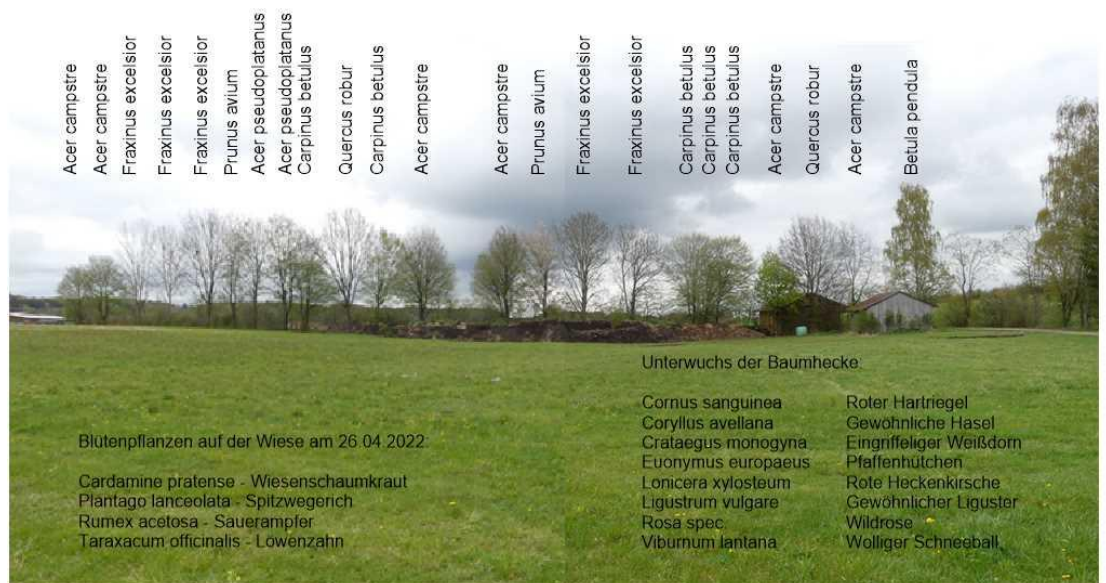 Acer campstre
Acer campstre
Fraxinus excelsior
Fraxinus excelsior
Fraxinus excelsior
Prunus avium
Acer pseudoplatanus
Acer pseudoplatanus
Carpinus betulus
Quercus robur
Carpinus betulus
Acer campstre
Acer campstre
Prunus avium
Fraxinus excelsior
Fraxinus excelsior
Carpinus betulus
Carpinus betulus
Carpinus betulus
Acer campstre
Quercus robur
Acer campstre
Betula pendula
Blütenpflanzen auf der Wiese am 26.04.2022:
Cardamine pratense - Wiesenschaumkraut
Plantago lanceolata - Spitzwegerich
Rumex acetosa - Sauerampfer
Taraxacum officinalis - Löwenzahn
Unterwuchs der Baumhecke:
Cornus sanguinea Roter Hartriegel
Coryllus avellana Gewöhnliche Hasel
Crataegus monogyna Eingriffeliger Weißdorn
Euonymus europaeus Pfaffenhütchen
Lonicera xylosteum Rote Heckenkirsche
Ligustrum vulgare Gewöhnlicher Liguster
Rosa spec. Wildrose
Viburnum lantana Wolliger Schneeball